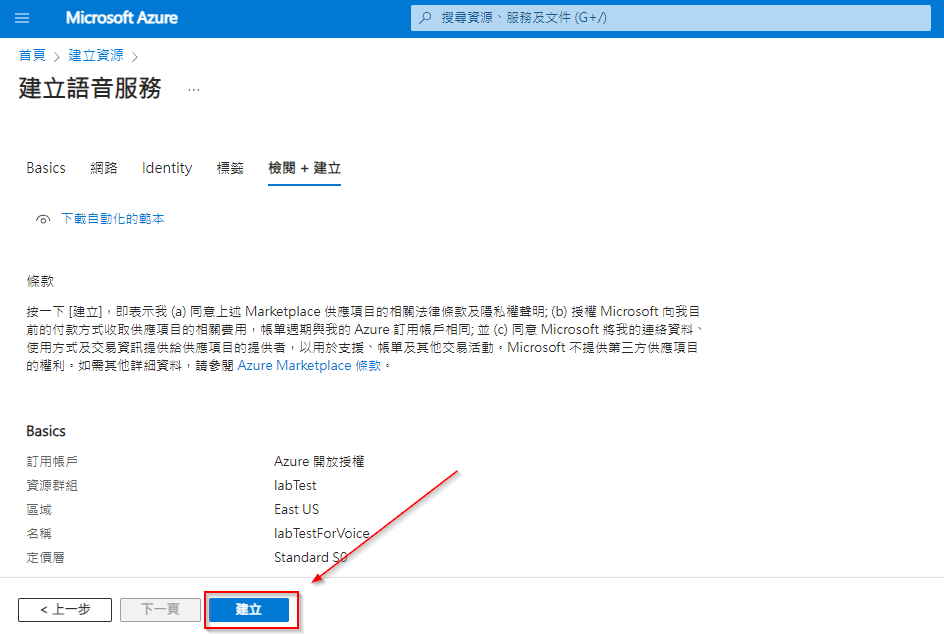 Microsoft Azure
搜尋資源、服務及文件 (G+/)
首頁 > 建立資源 >
建立語音服務 ...
Basics 網路 Identity 標籤 檢閱 + 建立
下載自動化的範本
條款
按一下 [建立],即表示我 (a) 同意上述 Marketplace 供應項目的相關法律條款及隱私權聲明; (b) 授權 Microsoft 向我目
前的付款方式收取供應項目的相關費用,帳單週期與我的 Azure 訂用帳戶相同; 並 (c) 同意 Microsoft 將我的連絡資料、
使用方式及交易資訊提供給供應項目的提供者,以用於支援、帳單及其他交易活動。Microsoft 不提供第三方供應項目
的權利。如需其他詳細資料,請參閱 Azure Marketplace 條款。
Basics
訂用帳戶 Azure 開放授權
資源群組 labTest
區域 East US
名稱 labTestForVoice
定價層 Standard S0
< 上一步 下一頁 建立